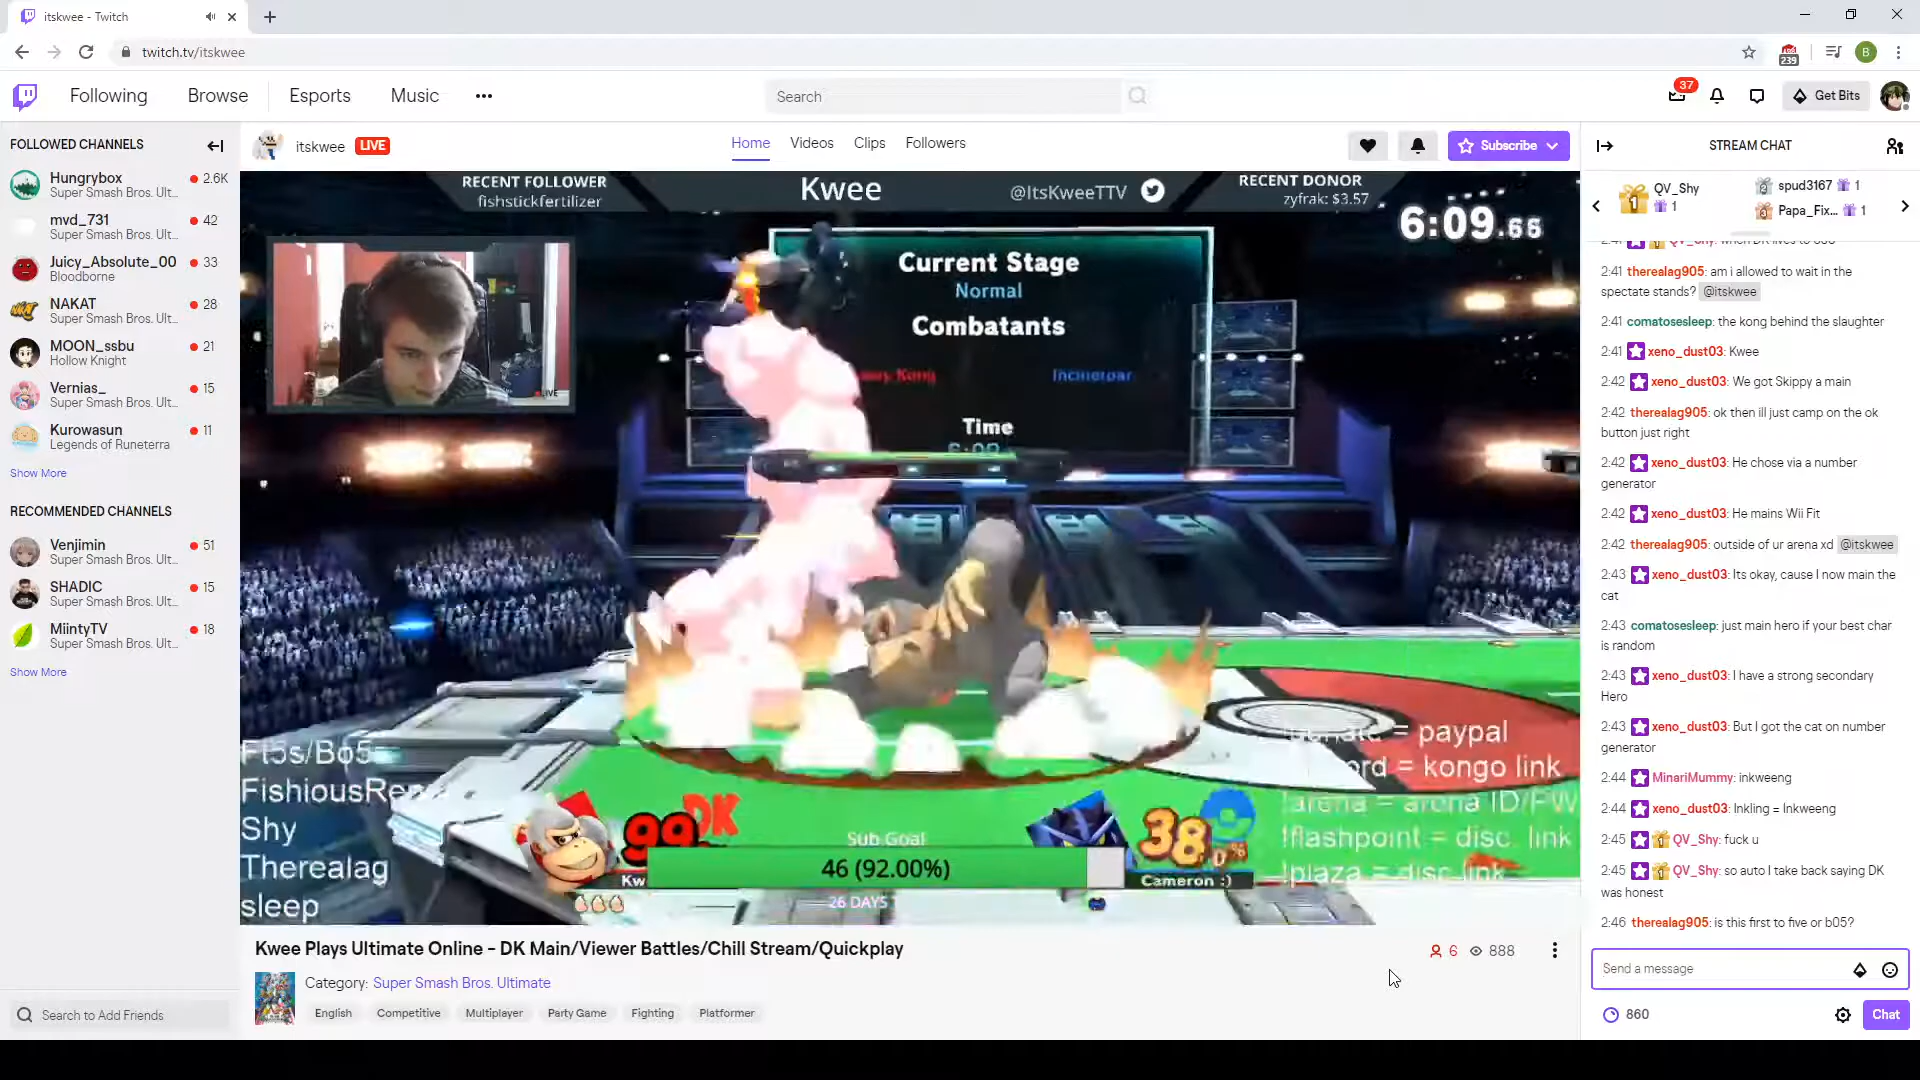 itskwee - Twitch
twitch.tv/itskwee
239
B
Following
Browse
Esports
Music
Search
37
Get Bits
FOLLOWED CHANNELS
Hungrybox
2.6K
Super Smash Bros. Ult...
mvd_731
42
Super Smash Bros. Ult...
Juicy_Absolute_00
33
Bloodborne
NAKAT
28
Super Smash Bros. Ult...
MOON_ssbu
21
Hollow Knight
Vernias_
15
Super Smash Bros. Ult...
Kurowasun
11
Legends of Runeterra
Show More
RECOMMENDED CHANNELS
Venjimin
51
Super Smash Bros. Ult...
SHADIC
15
Super Smash Bros. Ult...
MiintyTV
18
Super Smash Bros. Ult...
Show More
Search to Add Friends
itskwee
LIVE
Home
Videos
Clips
Followers
Subscribe
RECENT FOLLOWER
fishstickfertilizer
Kwee
@ItsKweeTTV
RECENT DONOR
zyfrak: $3.57
6:09.66
Current Stage
Normal
Combatants
Incineroar
Time
LIVE
Ft5s/Bo5=
Shy
Therealag
sleep
= paypal
= kongo link
!arena = arena ID/PW
!flashpoint = disc. link
!plaza = disc link
DK
99
Kw
Sub Goal
46 (92.00%)
26 DAYS
38
%
Cameron :)
Kwee Plays Ultimate Online - DK Main/Viewer Battles/Chill Stream/Quickplay
6
888
Category: Super Smash Bros. Ultimate
English
Competitive
Multiplayer
Party Game
Fighting
Platformer
STREAM CHAT
1
QV_Shy
1
2
spud3167
1
3
Papa_Fix...
1
2:41 therealag905: am i allowed to wait in the
spectate stands? @itskwee
2:41 comatosesleep: the kong behind the slaughter
2:41 xeno_dust03: Kwee
2:42 xeno_dust03: We got Skippy a main
2:42 therealag905: ok then ill just camp on the ok
button just right
2:42 xeno_dust03: He chose via a number
generator
2:42 xeno_dust03: He mains Wii Fit
2:42 therealag905: outside of ur arena xd @itskwee
2:43 xeno_dust03: Its okay, cause I now main the
cat
2:43 comatosesleep: just main hero if your best char
is random
2:43 xeno_dust03: I have a strong secondary
Hero
2:43 xeno_dust03: But I got the cat on number
generator
2:44 MinariMummy: inkweeng
2:44 xeno_dust03: Inkling = Inkweeng
2:45 QV_Shy: fuck u
2:45 QV_Shy: so auto I take back saying DK
was honest
2:46 therealag905: is this first to five or b05?
Send a message
860
Chat